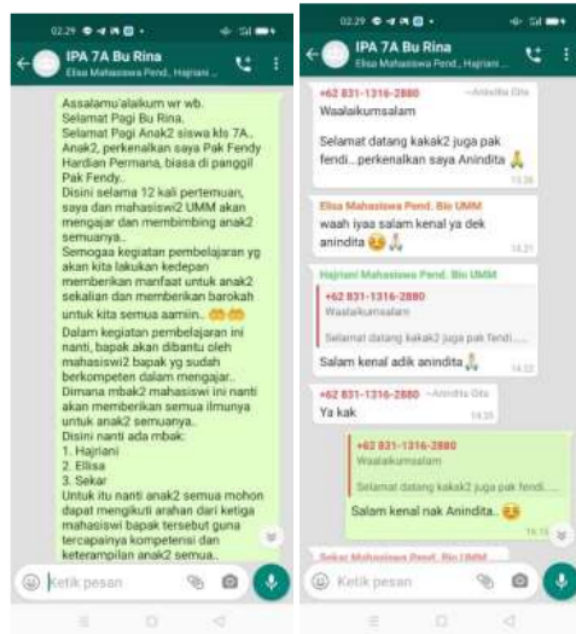 02.29
IPA 7A Bu Rina
Elisa Mahasiswa Pend., Hajriani ...
Assalamu'alaikum wr wb.
Selamat Pagi Bu Rina.
Selamat Pagi Anak2 siswa kls 7A..
Anak2, perkenalkan saya Pak Fendy
Hardian Permana, biasa di panggil
Pak Fendy..
Disini selama 12 kali pertemuan,
saya dan mahasiswi2 UMM akan
mengajar dan membimbing anak2
semuanya..
Semogaa kegiatan pembelajaran yg
akan kita lakukan kedepan
memberikan manfaat untuk anak2
sekalian dan memberikan barokah
untuk kita semua aamiin.. 🤲🤲
Dalam kegiatan pembelajaran ini
nanti, bapak akan dibantu oleh
mahasiswi2 bapak yg sudah
berkompeten dalam mengajar..
Dimana mbak2 mahasiswi ini nanti
akan memberikan semua ilmunya
untuk anak2 semuanya..
Disini nanti ada mbak:
1. Hajriani
2. Ellisa
3. Sekar
Untuk itu nanti anak2 semua mohon
dapat mengikuti arahan dari ketiga
mahasiswi bapak tersebut guna
tercapainya kompetensi dan
keterampilan anak2 semua..
Ketik pesan
02.29
IPA 7A Bu Rina
Elisa Mahasiswa Pend., Hajriani ...
+62 831-1316-2880 ~Anindita Gita
Waalaikumsalam
Selamat datang kakak2 juga pak
fendi...perkenalkan saya Anindita 🙏
Elisa Mahasiswa Pend. Bio UMM
waah iyaa salam kenal ya dek
anindita 😊🙏
14.21
Hajriani Mahasiswa Pend. Bio UMM
+62 831-1316-2880
Waalaikumsalam
Selamat datang kakak2 juga pak fendi......
Salam kenal adik anindita 🙏
+62 831-1316-2880 ~Anindita Gita
Ya kak
+62 831-1316-2880
Waalaikumsalam
Selamat datang kakak2 juga pak fendi......
Salam kenal nak Anindita.. 😊
Sekar Mahasiswa Pend. Bio UMM
Ketik pesan